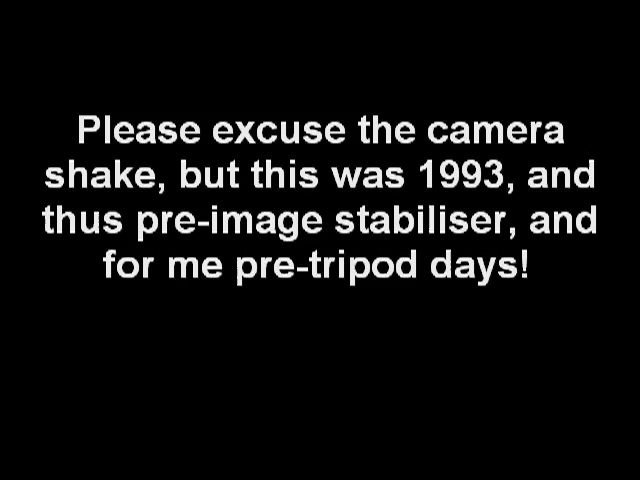 Please excuse the camera
shake, but this was 1993, and
thus pre-image stabiliser, and
for me pre-tripod days!